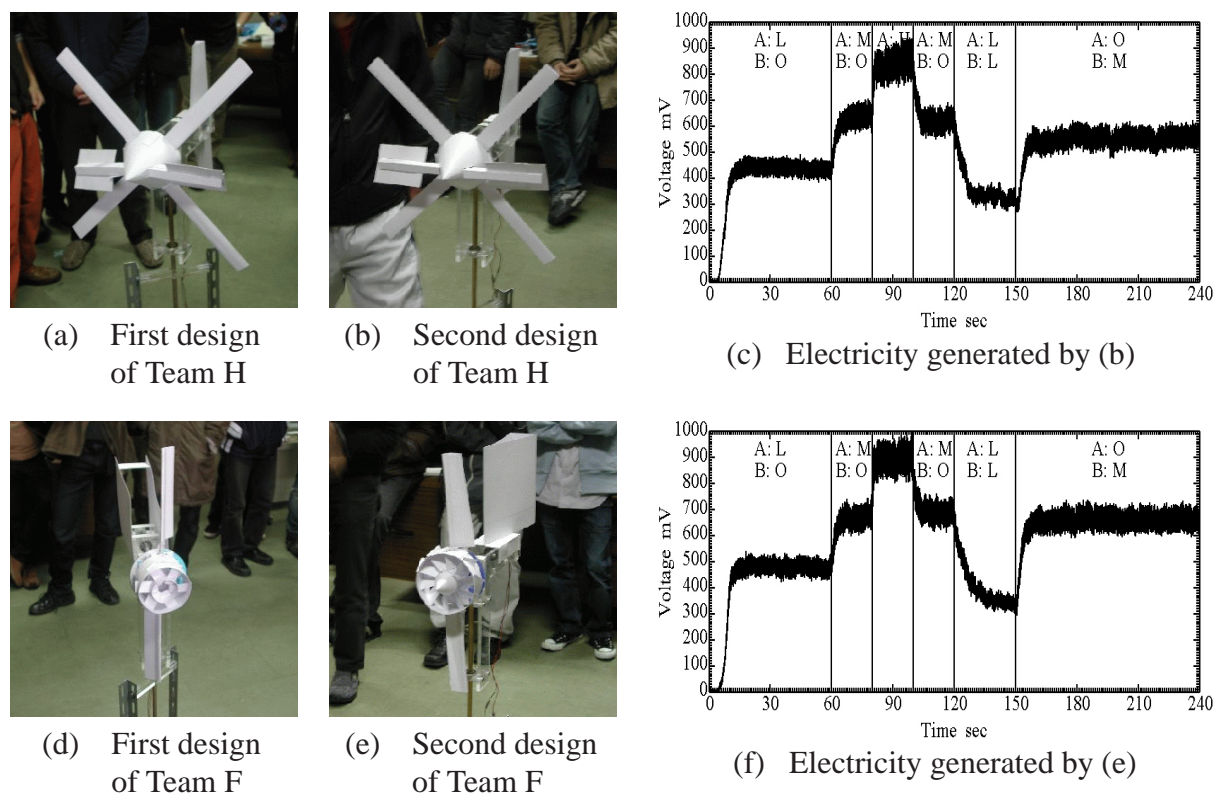 1000
900
800
700
600
500
400
300
200
100
0
Voltage mV
A: L A: M A: H A: M A: L A: O
B: O B: O B: O B: L B: M
0 30 60 90 120 150 180 210 240
Time sec
(a) First design
of Team H
(b) Second design
of Team H
(c) Electricity generated by (b)
1000
900
800
700
600
500
400
300
200
100
0
Voltage mV
A: L A: M A: M A: L A: O
B: O B: O B: O B: L B: M
0 30 60 90 120 150 180 210 240
Time sec
(d) First design
of Team F
(e) Second design
of Team F
(f) Electricity generated by (e)